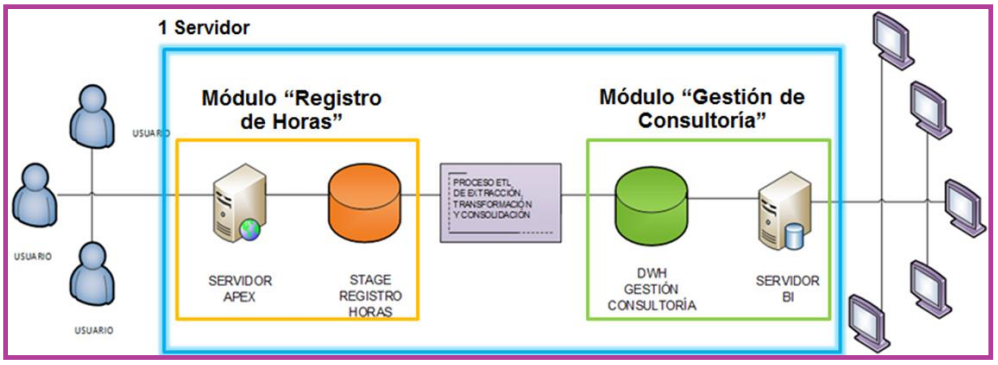 1 Servidor
Módulo “Registro
de Horas”
Módulo “Gestión de
Consultoría”
USUARIO
USUARIO
USUARIO
SERVIDOR
APEX
STAGE
REGISTRO
HORAS
PROCESO ETL
DE EXTRACCIÓN,
TRANSFORMACIÓN
Y CONSOLIDACIÓN
DWH
GESTIÓN
CONSULTORÍA
SERVIDOR
BI